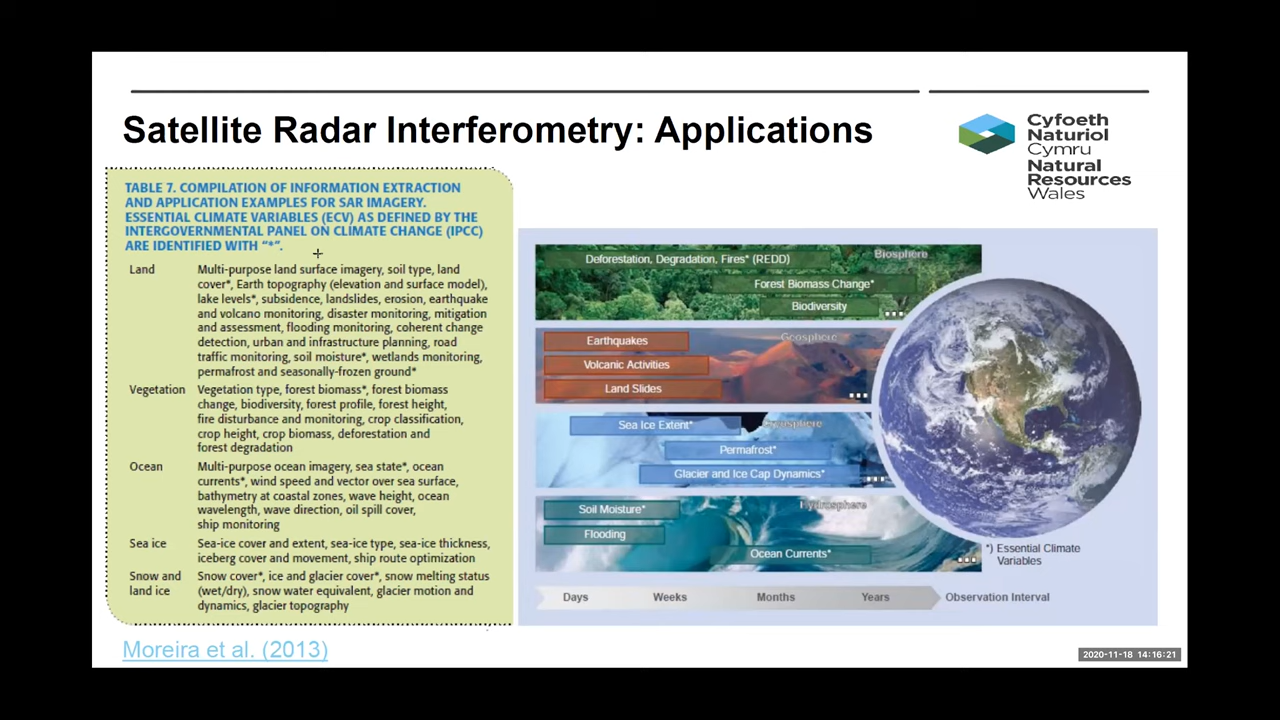 Satellite Radar Interferometry: Applications
Cyfoeth
Naturiol
Cymru
Natural
Resources
Wales
TABLE 7. COMPILATION OF INFORMATION EXTRACTION
AND APPLICATION EXAMPLES FOR SAR IMAGERY.
ESSENTIAL CLIMATE VARIABLES (ECV) AS DEFINED BY THE
INTERGOVERNMENTAL PANEL ON CLIMATE CHANGE (IPCC)
ARE IDENTIFIED WITH “*”.
Land Multi-purpose land surface imagery, soil type, land
cover*, Earth topography (elevation and surface model),
lake levels*, subsidence, landslides, erosion, earthquake
and volcano monitoring, disaster monitoring, mitigation
and assessment, flooding monitoring, coherent change
detection, urban and infrastructure planning, road
traffic monitoring, soil moisture*, wetlands monitoring,
permafrost and seasonally-frozen ground*
Vegetation Vegetation type, forest biomass*, forest biomass
change, biodiversity, forest profile, forest height,
fire disturbance and monitoring, crop classification,
crop height, crop biomass, deforestation and
forest degradation
Ocean Multi-purpose ocean imagery, sea state*, ocean
currents*, wind speed and vector over sea surface,
bathymetry at coastal zones, wave height, ocean
wavelength, wave direction, oil spill cover,
ship monitoring
Sea ice Sea-ice cover and extent, sea-ice type, sea-ice thickness,
iceberg cover and movement, ship route optimization
Snow and Snow cover*, ice and glacier cover*, snow melting status
land ice (wet/dry), snow water equivalent, glacier motion and
dynamics, glacier topography
Moreira et al. (2013)
Deforestation, Degradation, Fires* (REDD)
Biosphere
Forest Biomass Change*
Biodiversity
Geosphere
Earthquakes
Volcanic Activities
Land Slides
Cryosphere
Sea Ice Extent*
Permafrost*
Glacier and Ice Cap Dynamics*
Hydrosphere
Soil Moisture*
Flooding
Ocean Currents*
*) Essential Climate
Variables
Days Weeks Months Years Observation Interval
2020-11-18 14:16:21